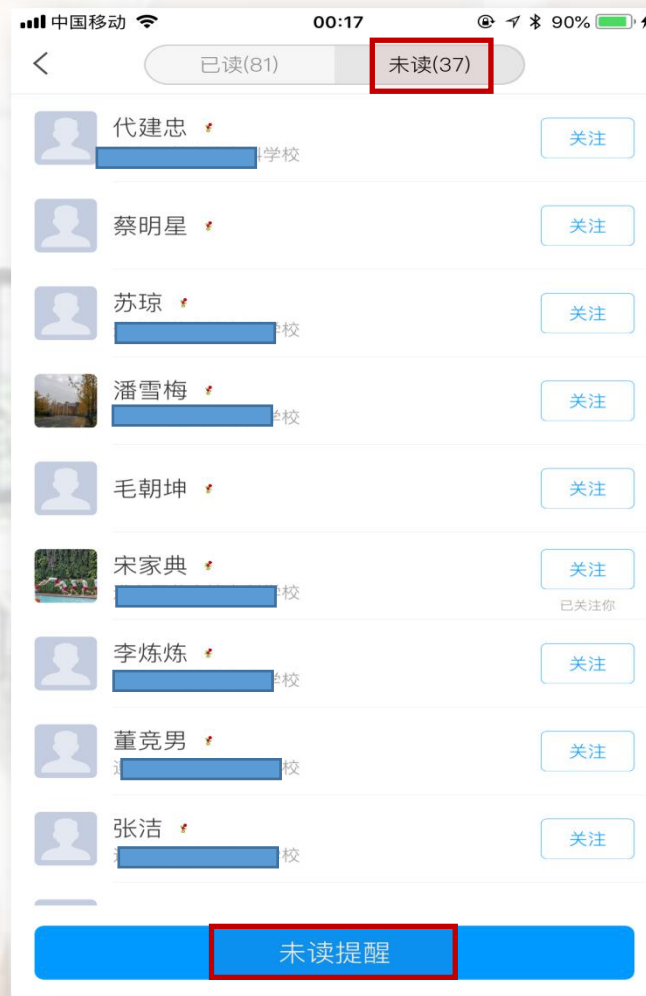 中国移动 00:17 90%
已读(81) 未读(37)
代建忠
学校
关注
蔡明星
关注
苏琼
校
关注
潘雪梅
校
关注
毛朝坤
关注
宋家典
校
关注
已关注你
李炼炼
校
关注
董竞男
校
关注
张洁
校
关注
未读提醒